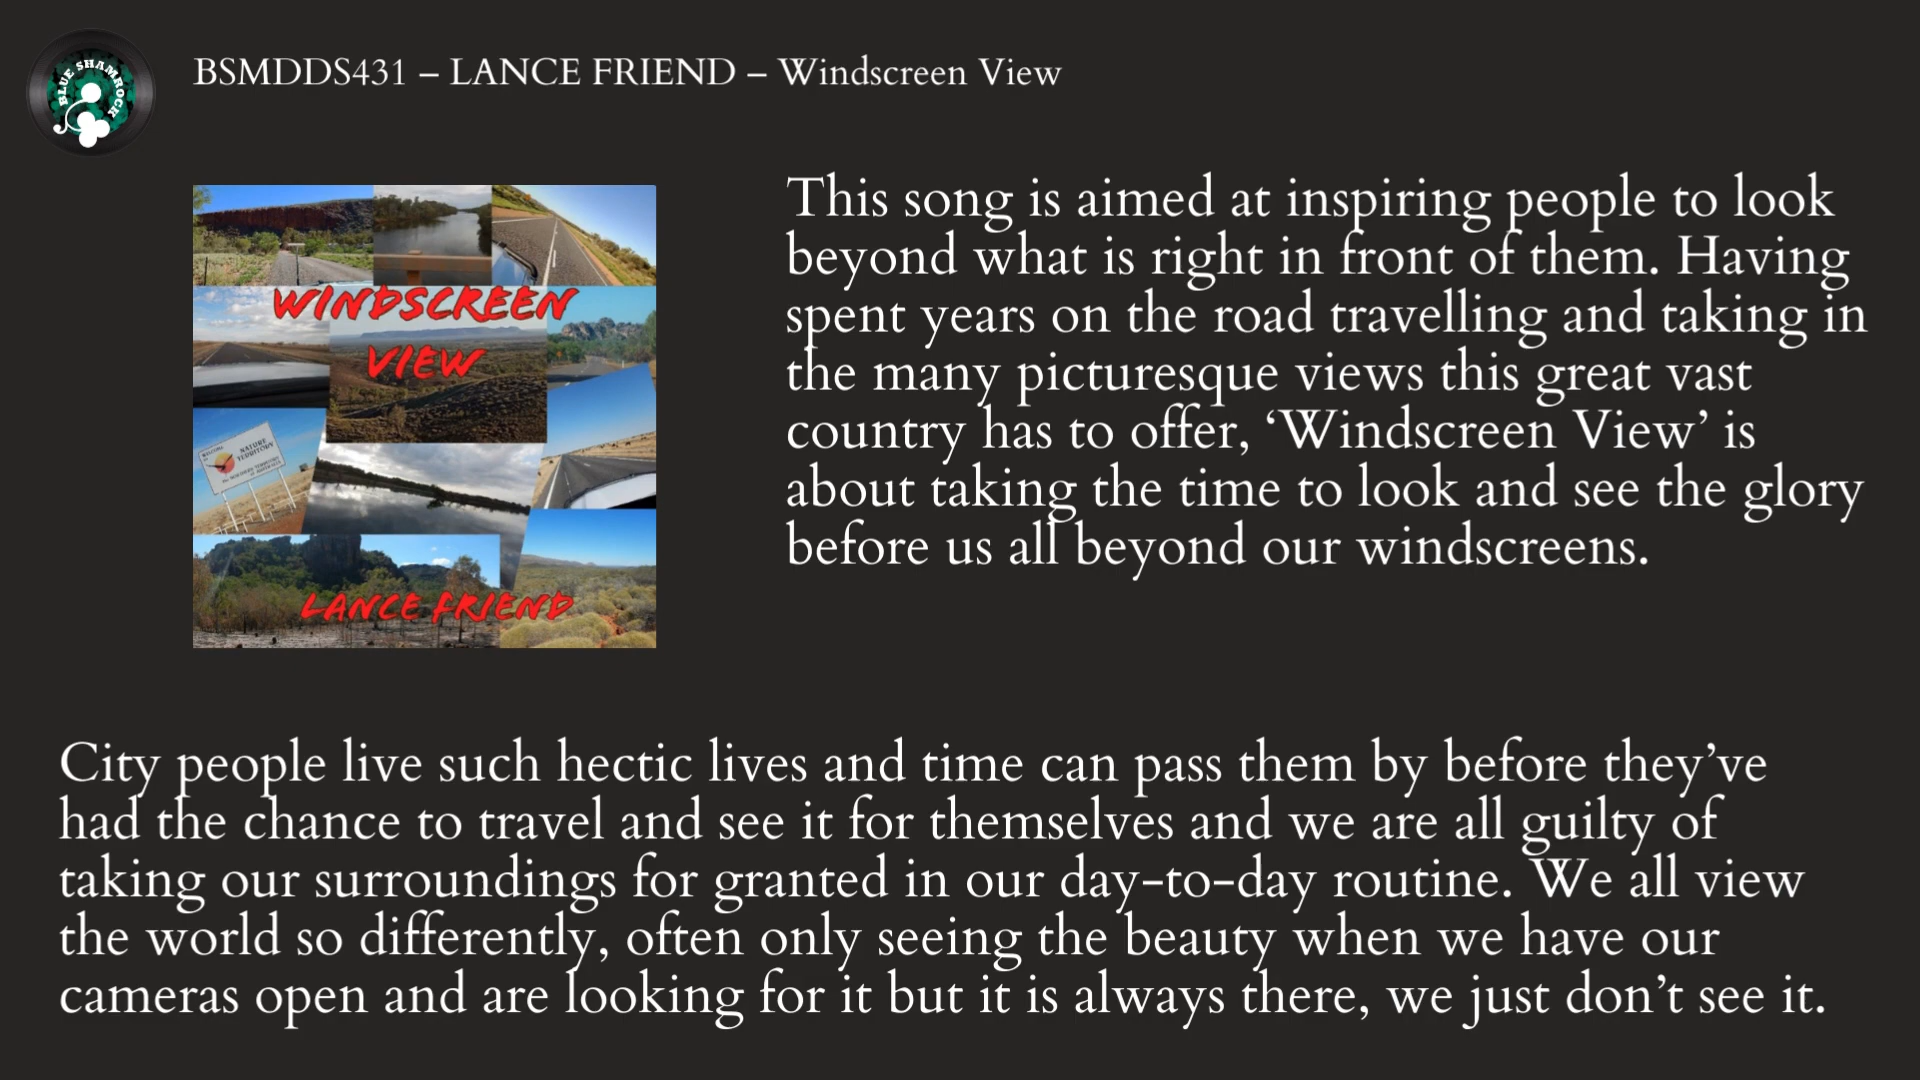 BLUE SHAMROCK
BSMDDS431 – LANCE FRIEND – Windscreen View
WINDSCREEN
VIEW
NATURE
TERRITORY
LANCE FRIEND
This song is aimed at inspiring people to look
beyond what is right in front of them. Having
spent years on the road travelling and taking in
the many picturesque views this great vast
country has to offer, ‘Windscreen View’ is
about taking the time to look and see the glory
before us all beyond our windscreens.
City people live such hectic lives and time can pass them by before they’ve
had the chance to travel and see it for themselves and we are all guilty of
taking our surroundings for granted in our day-to-day routine. We all view
the world so differently, often only seeing the beauty when we have our
cameras open and are looking for it but it is always there, we just don’t see it.